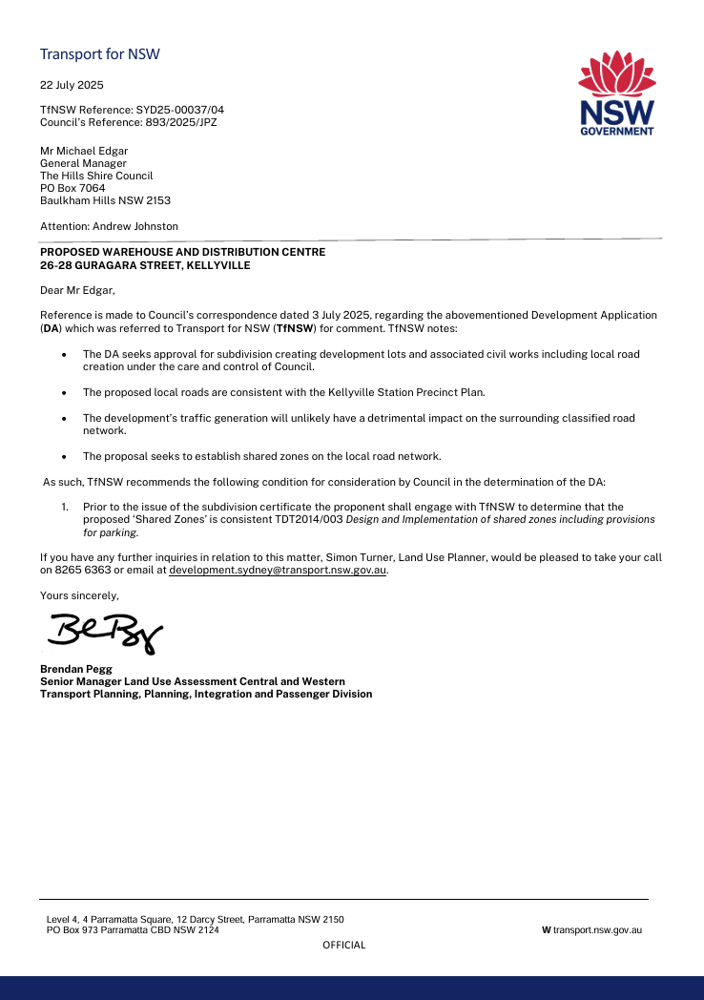 Transport for NSW
22 July 2025
TfNSW Reference: SYD25-00037/04
Council's Reference: 893/2025/JPZ
NSW
GOVERNMENT
Mr Michael Edgar
General Manager
The Hills Shire Council
PO Box 7064
Baulkham Hills NSW 2153
Attention: Andrew Johnston
PROPOSED WAREHOUSE AND DISTRIBUTION CENTRE
26-28 GURAGARA STREET, KELLYVILLE
Dear Mr Edgar,
Reference is made to Council's correspondence dated 3 July 2025, regarding the abovementioned Development Application
(DA) which was referred to Transport for NSW (TfNSW) for comment. TfNSW notes:
• The DA seeks approval for subdivision creating development lots and associated civil works including local road
creation under the care and control of Council.
• The proposed local roads are consistent with the Kellyville Station Precinct Plan.
• The development's traffic generation will unlikely have a detrimental impact on the surrounding classified road
network.
• The proposal seeks to establish shared zones on the local road network.
As such, TfNSW recommends the following condition for consideration by Council in the determination of the DA:
1. Prior to the issue of the subdivision certificate the proponent shall engage with TfNSW to determine that the
proposed 'Shared Zones' is consistent TDT2014/003 Design and Implementation of shared zones including provisions
for parking.
If you have any further inquiries in relation to this matter, Simon Turner, Land Use Planner, would be pleased to take your call
on 8265 6363 or email at development.sydney@transport.nsw.gov.au.
Yours sincerely,
Brendan Pegg
Senior Manager Land Use Assessment Central and Western
Transport Planning, Planning, Integration and Passenger Division
Level 4, 4 Parramatta Square, 12 Darcy Street, Parramatta NSW 2150
PO Box 973 Parramatta CBD NSW 2124
W transport.nsw.gov.au
OFFICIAL